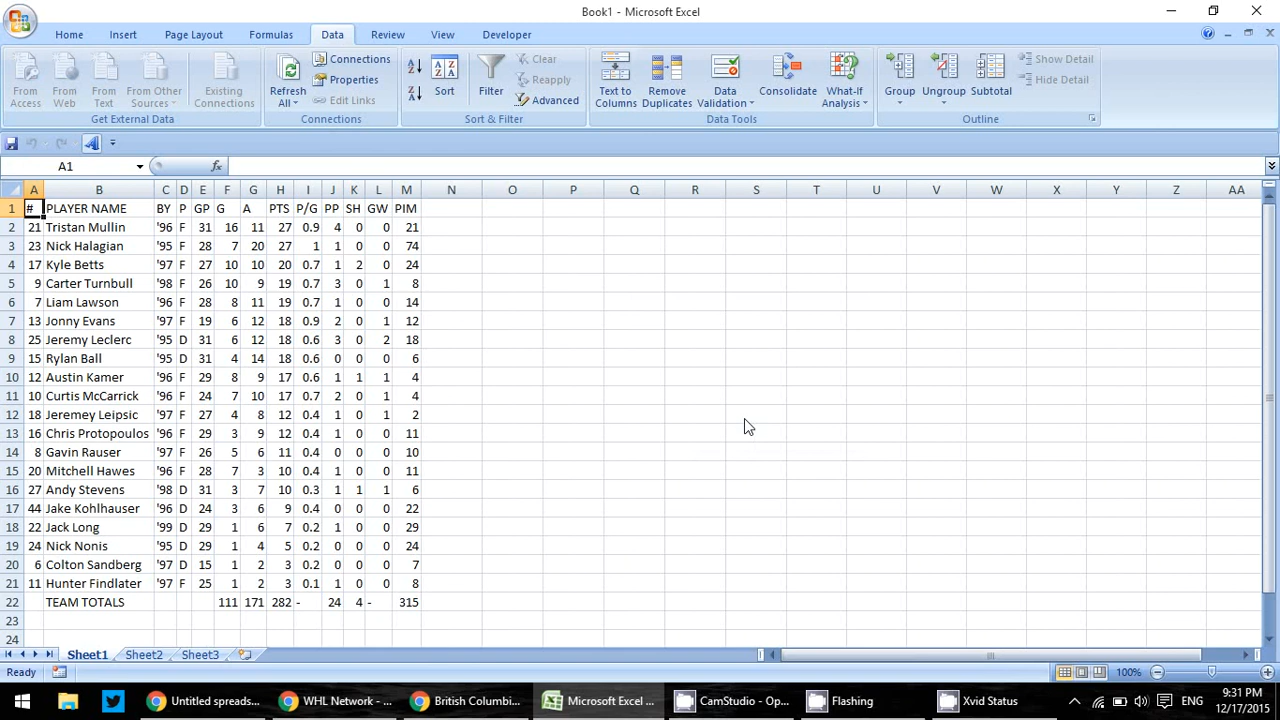 Book1 - Microsoft Excel
Home Insert Page Layout Formulas Data Review View Developer
From Access From Web From Text From Other Sources Existing Connections Refresh All Connections Properties Edit Links Sort Filter Clear Reapply Advanced Text to Columns Remove Duplicates Data Validation Consolidate What-If Analysis Group Ungroup Subtotal Show Detail Hide Detail
Get External Data Connections Sort & Filter Data Tools Outline
A1 fx
A B C D E F G H I J K L M N O P Q R S T U V W X Y Z AA
1 # PLAYER NAME BY P GP G A PTS P/G PP SH GW PIM
2 21 Tristan Mullin '96 F 31 16 11 27 0.9 4 0 0 21
3 23 Nick Halagian '95 F 28 7 20 27 1 1 0 0 74
4 17 Kyle Betts '97 F 27 10 10 20 0.7 1 2 0 24
5 9 Carter Turnbull '98 F 26 10 9 19 0.7 3 0 1 8
6 7 Liam Lawson '96 F 28 8 11 19 0.7 1 0 0 14
7 13 Jonny Evans '97 F 19 6 12 18 0.9 2 0 1 12
8 25 Jeremy Leclerc '95 D 31 6 12 18 0.6 3 0 2 18
9 15 Rylan Ball '95 D 31 4 14 18 0.6 0 0 0 6
10 12 Austin Kamer '96 F 29 8 9 17 0.6 1 1 1 4
11 10 Curtis McCarrick '96 F 24 7 10 17 0.7 2 0 1 4
12 18 Jeremey Leipsic '97 F 27 4 8 12 0.4 1 0 1 2
13 16 Chris Protopoulos '96 F 29 3 9 12 0.4 1 0 0 11
14 8 Gavin Rauser '97 F 26 5 6 11 0.4 0 0 0 10
15 20 Mitchell Hawes '96 F 28 7 3 10 0.4 1 0 0 11
16 27 Andy Stevens '98 D 31 3 7 10 0.3 1 1 1 6
17 44 Jake Kohlhauser '96 D 24 3 6 9 0.4 0 0 0 22
18 22 Jack Long '99 D 29 1 6 7 0.2 1 0 0 29
19 24 Nick Nonis '95 D 29 1 4 5 0.2 0 0 0 24
20 6 Colton Sandberg '97 D 15 1 2 3 0.2 0 0 0 7
21 11 Hunter Findlater '97 F 25 1 2 3 0.1 1 0 0 8
22 TEAM TOTALS 111 171 282 - 24 4 - 315
23
24
Sheet1 Sheet2 Sheet3
Ready 100%
Untitled spreads... WHL Network - ... British Columbi... Microsoft Excel ... CamStudio - Op... Flashing Xvid Status ENG 9:31 PM
12/17/2015